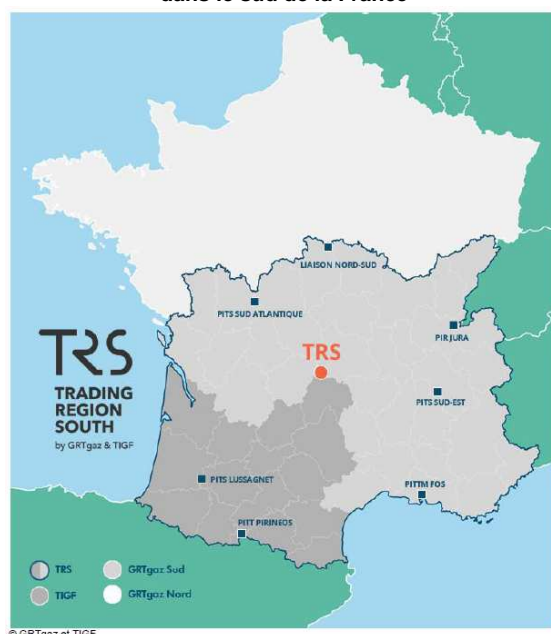 dans le sud de la France
LIAISON NORD-SUD
PITS SUD ATLANTIQUE
PIR JURA
TRS
TRS
TRADING
REGION
SOUTH
by GRTgaz & TIGF
PITS SUD-EST
PITS LUSSAGNET
PITTM FOS
PITT PIRINEOS
TRS
GRTgaz Sud
TIGF
GRTgaz Nord
© GRTgaz et TIGF